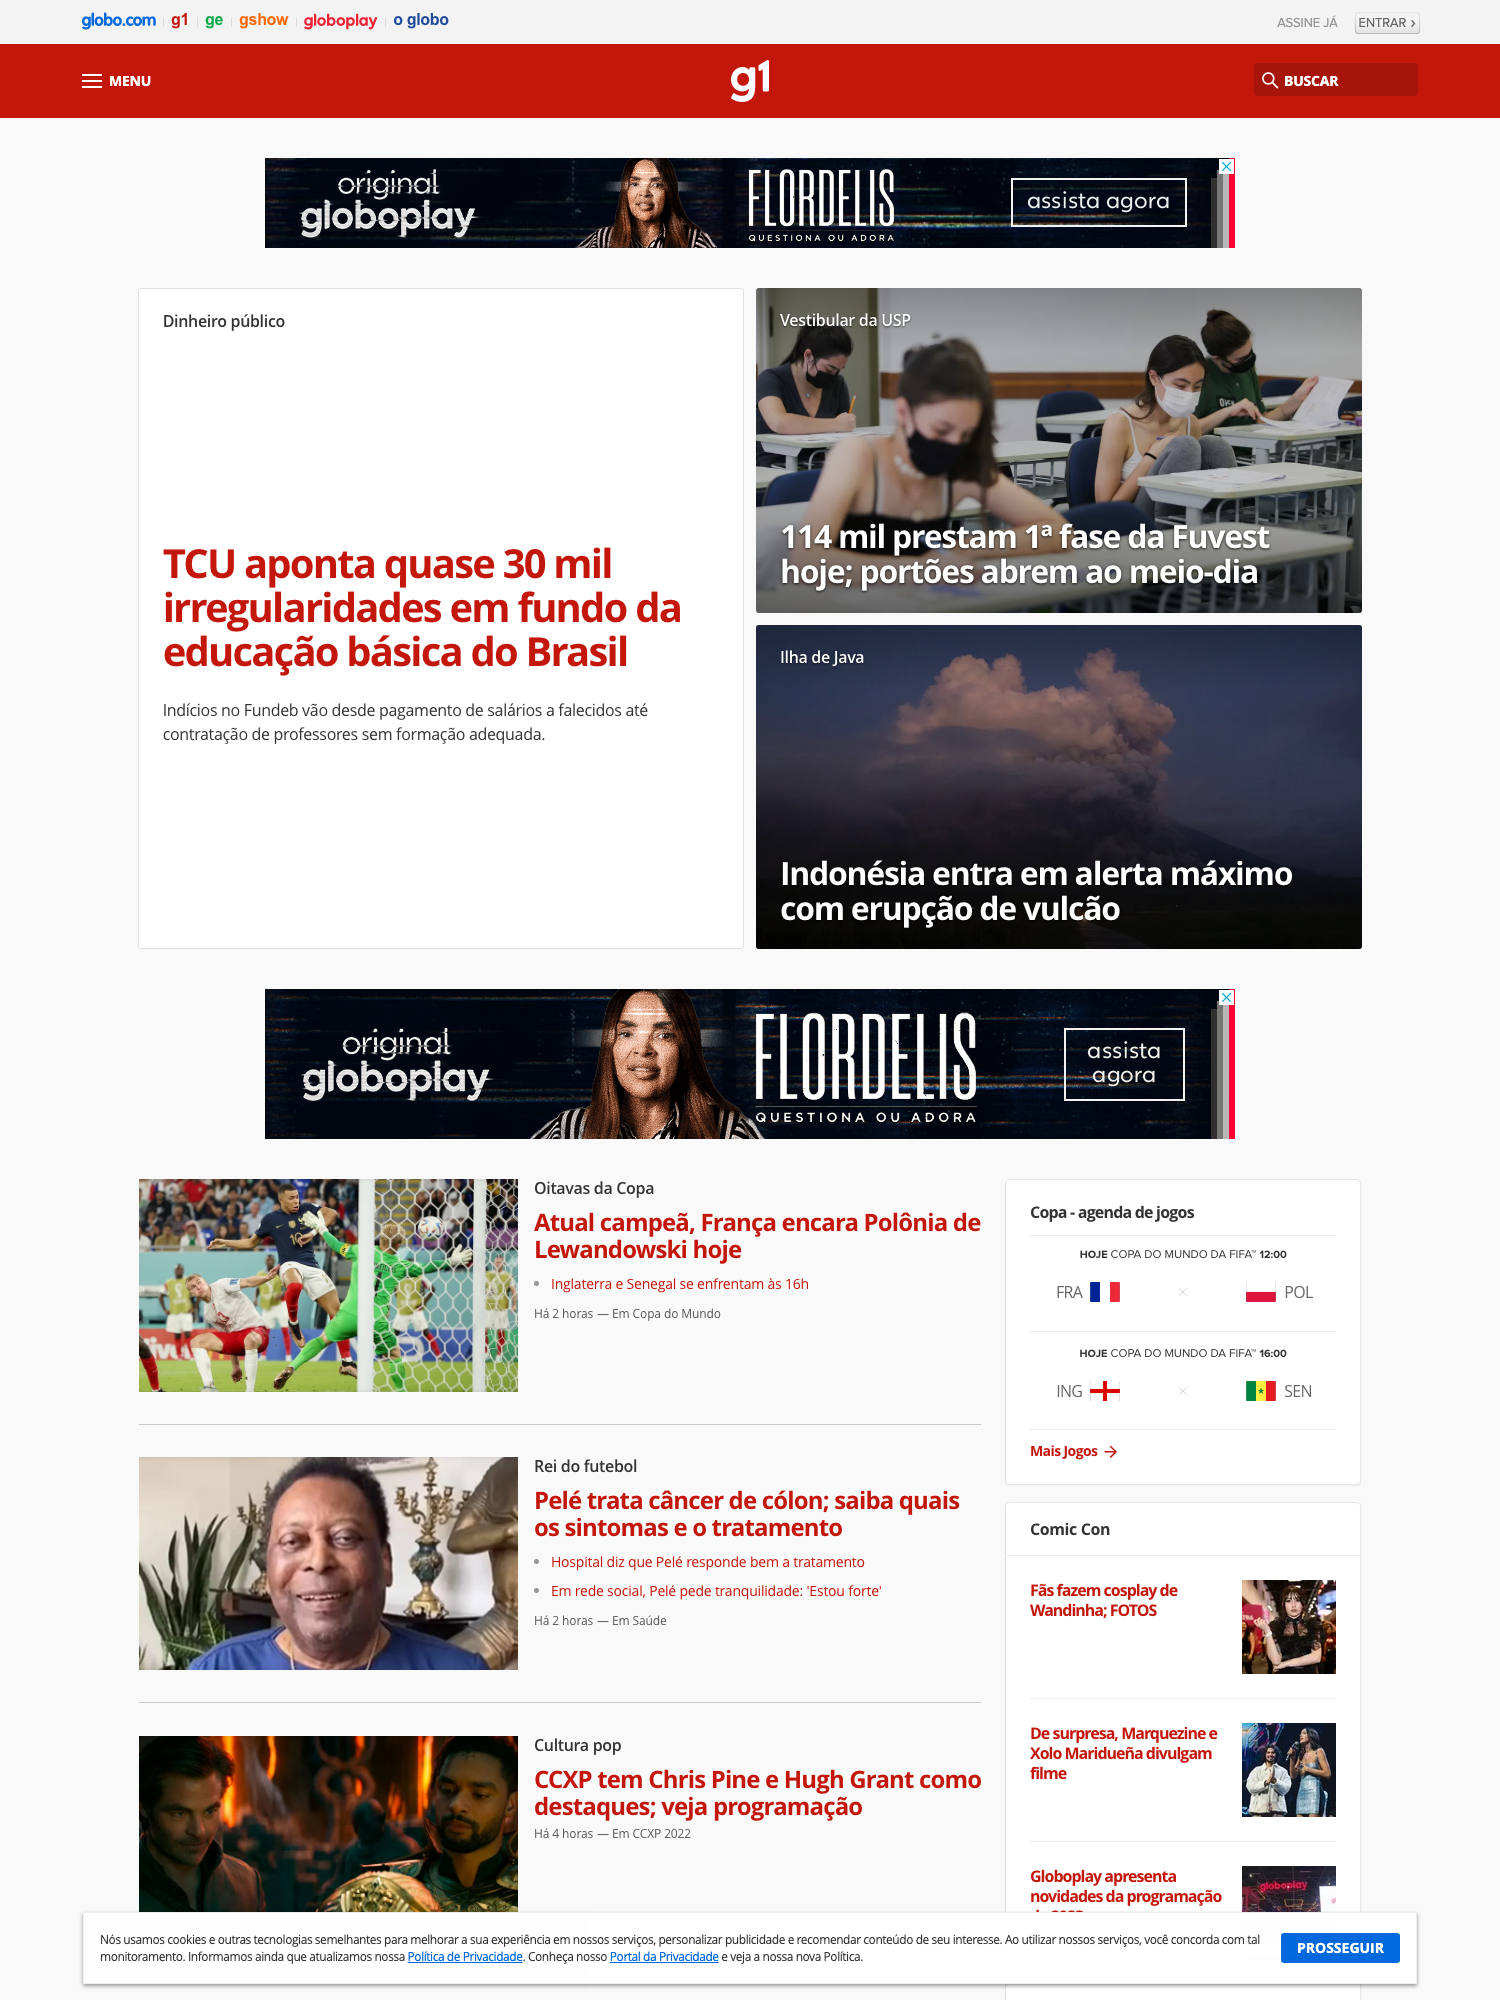 globo.com g1 ge gshow globoplay o globo
ASSINE JÁ ENTRAR ›
MENU
g1
BUSCAR
original
globoplay
FLORDELIS
QUESTIONA OU ADORA
assista agora
Dinheiro público
TCU aponta quase 30 mil
irregularidades em fundo da
educação básica do Brasil
Indícios no Fundeb vão desde pagamento de salários a falecidos até
contratação de professores sem formação adequada.
Vestibular da USP
114 mil prestam 1ª fase da Fuvest
hoje; portões abrem ao meio-dia
Ilha de Java
Indonésia entra em alerta máximo
com erupção de vulcão
original
globoplay
FLORDELIS
QUESTIONA OU ADORA
assista
agora
Oitavas da Copa
Atual campeã, França encara Polônia de
Lewandowski hoje
Inglaterra e Senegal se enfrentam às 16h
Há 2 horas — Em Copa do Mundo
Rei do futebol
Pelé trata câncer de cólon; saiba quais
os sintomas e o tratamento
Hospital diz que Pelé responde bem a tratamento
Em rede social, Pelé pede tranquilidade: 'Estou forte'
Há 2 horas — Em Saúde
Cultura pop
CCXP tem Chris Pine e Hugh Grant como
destaques; veja programação
Há 4 horas — Em CCXP 2022
Copa - agenda de jogos
HOJE COPA DO MUNDO DA FIFA™ 12:00
FRA × POL
HOJE COPA DO MUNDO DA FIFA™ 16:00
ING × SEN
Mais Jogos →
Comic Con
Fãs fazem cosplay de
Wandinha; FOTOS
De surpresa, Marquezine e
Xolo Maridueña divulgam
filme
Globoplay apresenta
novidades da programação
globoplay
Nós usamos cookies e outras tecnologias semelhantes para melhorar a sua experiência em nossos serviços, personalizar publicidade e recomendar conteúdo de seu interesse. Ao utilizar nossos serviços, você concorda com tal
monitoramento. Informamos ainda que atualizamos nossa Política de Privacidade. Conheça nosso Portal da Privacidade e veja a nossa nova Política.
PROSSEGUIR